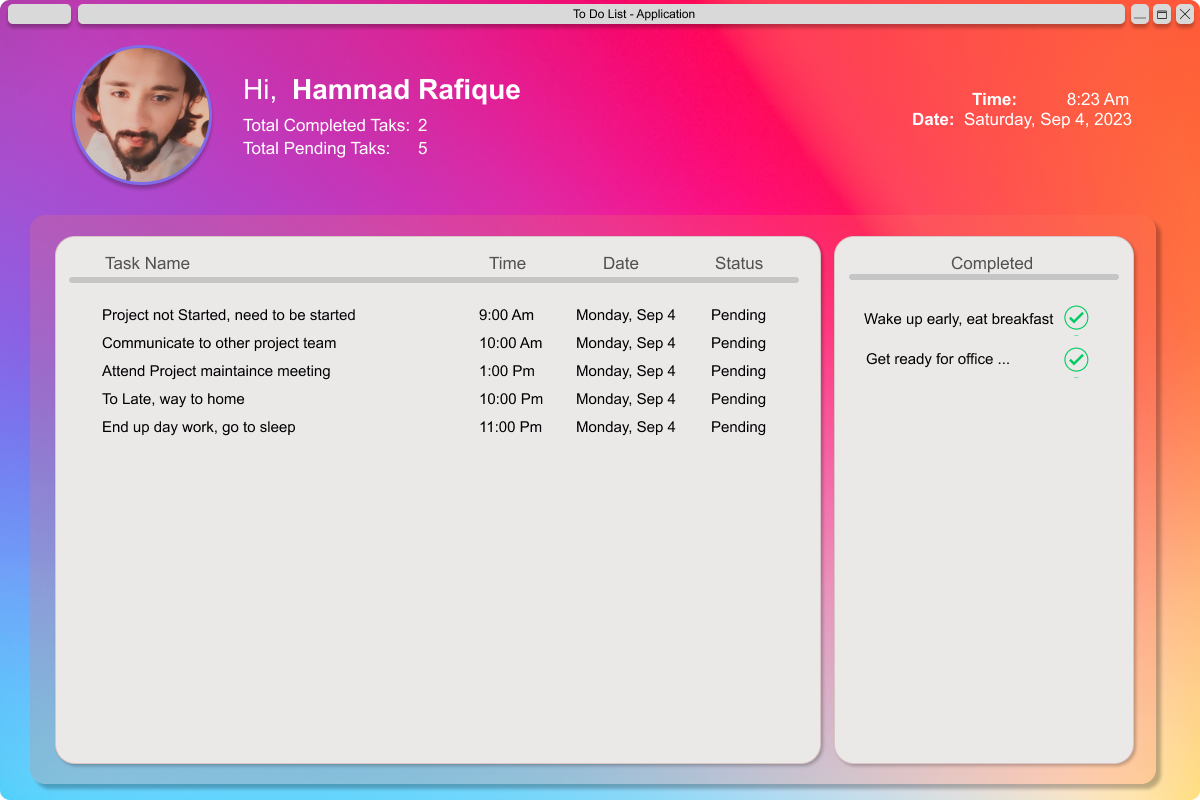 To Do List - Application
Hi, Hammad Rafique
Total Completed Taks: 2
Total Pending Taks: 5
Time: 8:23 Am
Date: Saturday, Sep 4, 2023
Task Name Time Date Status
Project not Started, need to be started 9:00 Am Monday, Sep 4 Pending
Communicate to other project team 10:00 Am Monday, Sep 4 Pending
Attend Project maintaince meeting 1:00 Pm Monday, Sep 4 Pending
To Late, way to home 10:00 Pm Monday, Sep 4 Pending
End up day work, go to sleep 11:00 Pm Monday, Sep 4 Pending
Completed
Wake up early, eat breakfast
Get ready for office ...